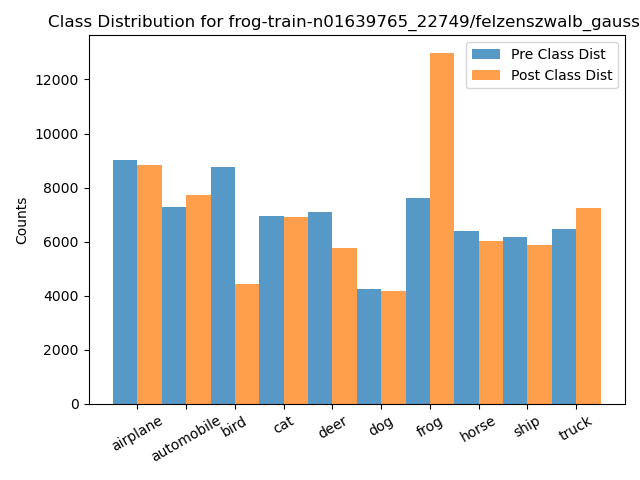 Class Distribution for frog-train-n01639765_22749/felzenszwalb_gauss
Pre Class Dist
Post Class Dist
12000
10000
8000
6000
4000
2000
0
Counts
airplane
automobile
bird
cat
deer
dog
frog
horse
ship
truck